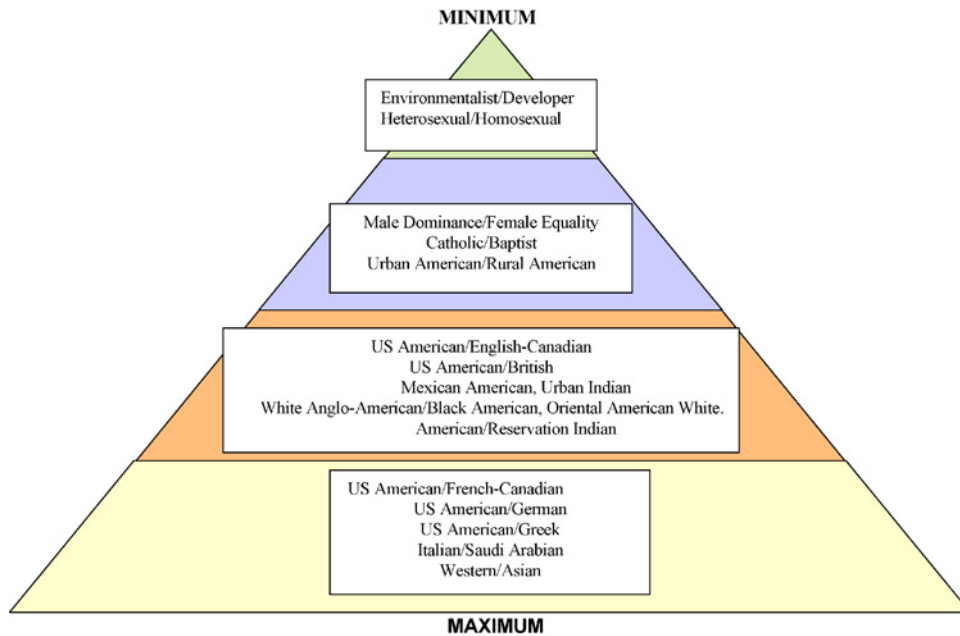 MINIMUM
Environmentalist/Developer
Heterosexual/Homosexual
Male Dominance/Female Equality
Catholic/Baptist
Urban American/Rural American
US American/English-Canadian
US American/British
Mexican American, Urban Indian
White Anglo-American/Black American, Oriental American White.
American/Reservation Indian
US American/French-Canadian
US American/German
US American/Greek
Italian/Saudi Arabian
Western/Asian
MAXIMUM